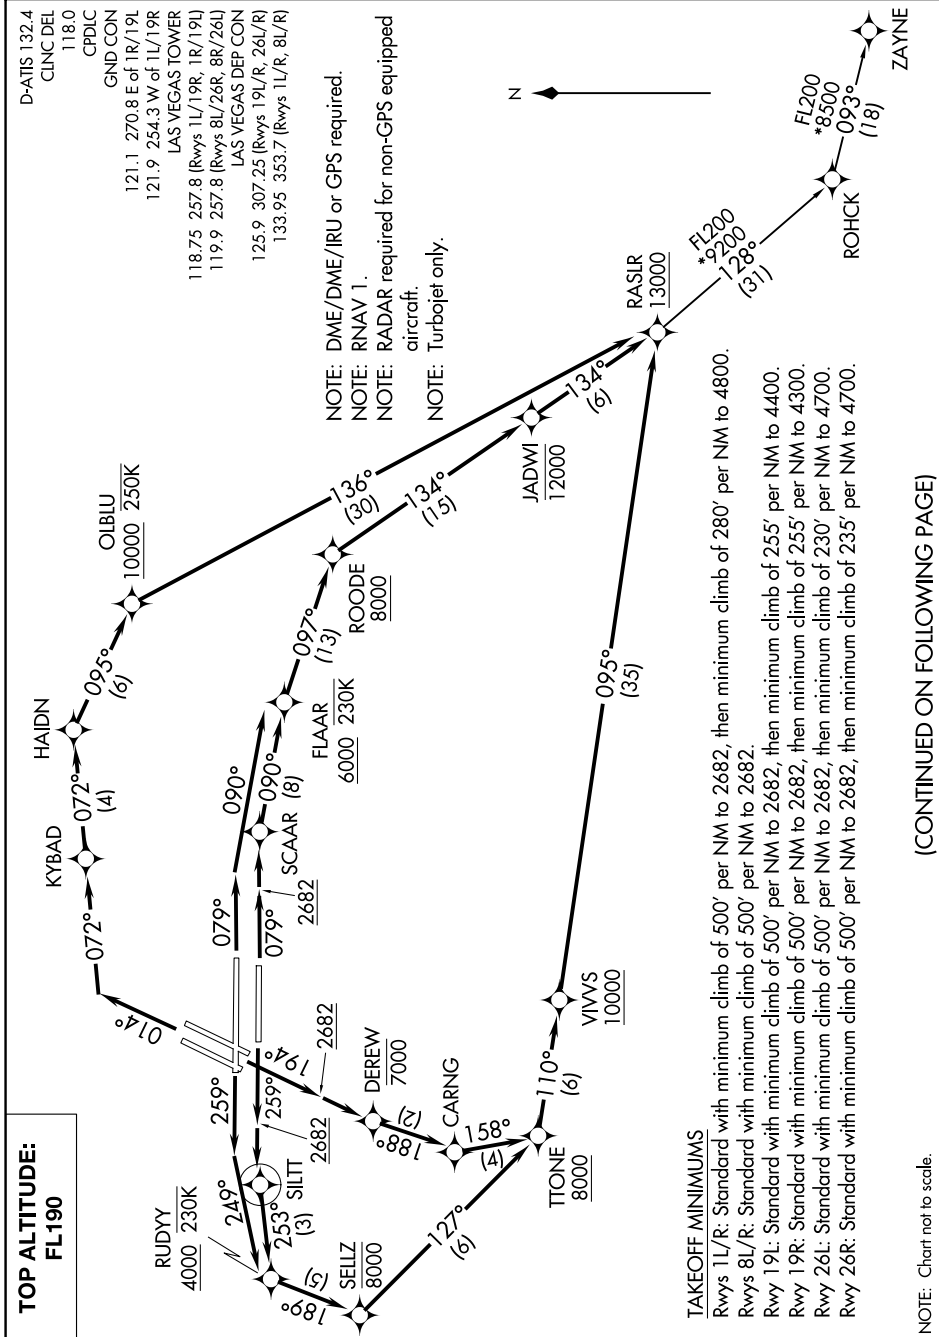 TOP ALTITUDE:
FL190
D-ATIS 132.4
CLNC DEL
118.0
CPDLC
GND CON
121.1 270.8 E of 1R/19L
121.9 254.3 W of 1L/19R
LAS VEGAS TOWER
118.75 257.8 (Rwys 1L/19R, 1R/19L)
119.9 257.8 (Rwys 8L/26R, 8R/26L)
LAS VEGAS DEP CON
125.9 307.25 (Rwys 19L/R, 26L/R)
133.95 353.7 (Rwys 1L/R, 8L/R)
NOTE: DME/DME/IRU or GPS required.
NOTE: RNAV 1.
NOTE: RADAR required for non-GPS equipped
aircraft.
NOTE: Turbojet only.
N
KYBAD
HAIDN
OLBLU
10000 250K
014°
072°
072°
(4)
095°
(6)
136°
(30)
259°
079°
090°
259°
079°
2682
2682
SCAAR
090°
(8)
FLAAR
6000 230K
097°
(13)
ROODE
8000
134°
(15)
JADWI
12000
134°
(6)
RASLR
13000
FL200
*9200
128°
(31)
ROHCK
FL200
*8500
093°
(18)
ZAYNE
RUDYY
4000 230K
249°
253°
(3)
SILTT
194°
2682
DEREW
7000
188°
(2)
CARNG
158°
(4)
189°
(5)
SELZ
8000
127°
(6)
TTONE
8000
110°
(6)
VIVVS
10000
095°
(35)
TAKEOFF MINIMUMS
Rwys 1L/R: Standard with minimum climb of 500' per NM to 2682, then minimum climb of 280' per NM to 4800.
Rwys 8L/R: Standard with minimum climb of 500' per NM to 2682.
Rwy 19L: Standard with minimum climb of 500' per NM to 2682, then minimum climb of 255' per NM to 4400.
Rwy 19R: Standard with minimum climb of 500' per NM to 2682, then minimum climb of 255' per NM to 4300.
Rwy 26L: Standard with minimum climb of 500' per NM to 2682, then minimum climb of 230' per NM to 4700.
Rwy 26R: Standard with minimum climb of 500' per NM to 2682, then minimum climb of 235' per NM to 4700.
NOTE: Chart not to scale.
(CONTINUED ON FOLLOWING PAGE)